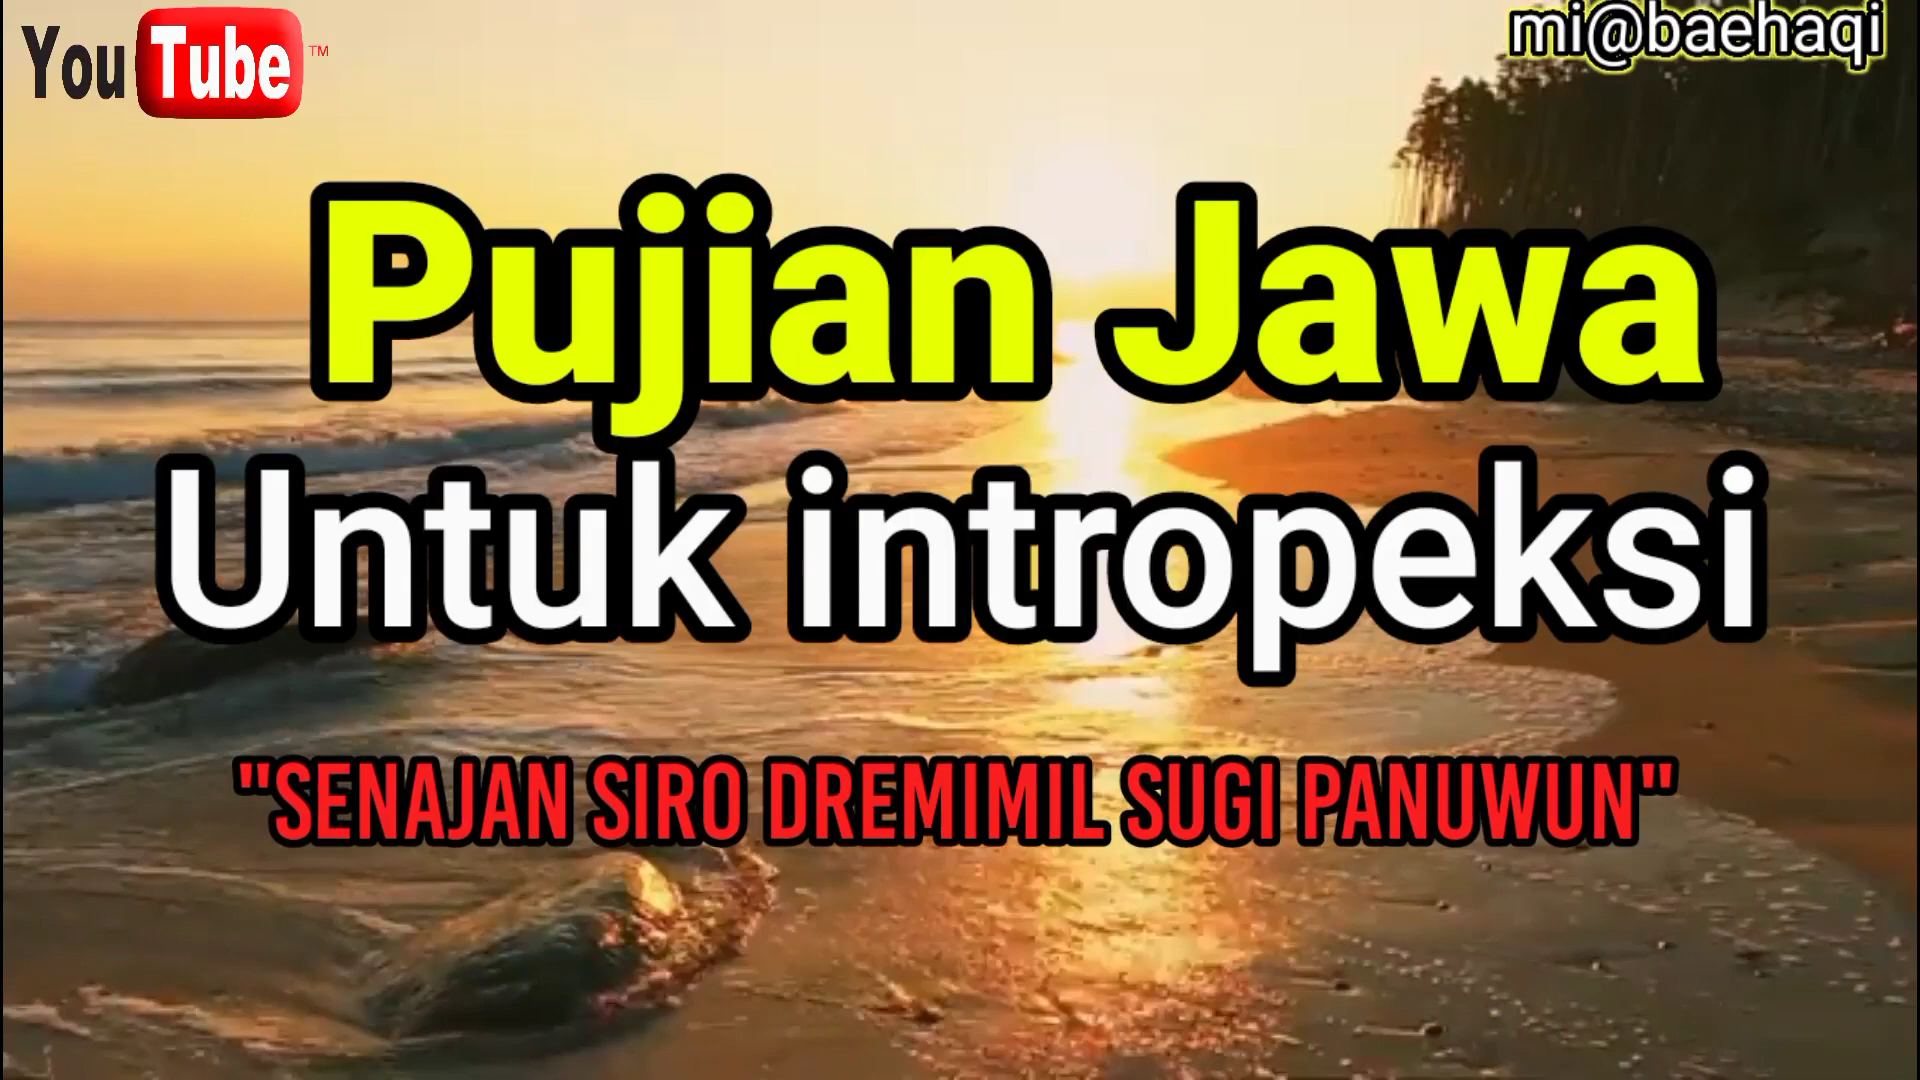 YouTube™
mi@baehaqi
Pujian Jawa
Untuk intropeksi
"SENAJAN SIRO DREMIMIL SUGI PANUWUN"